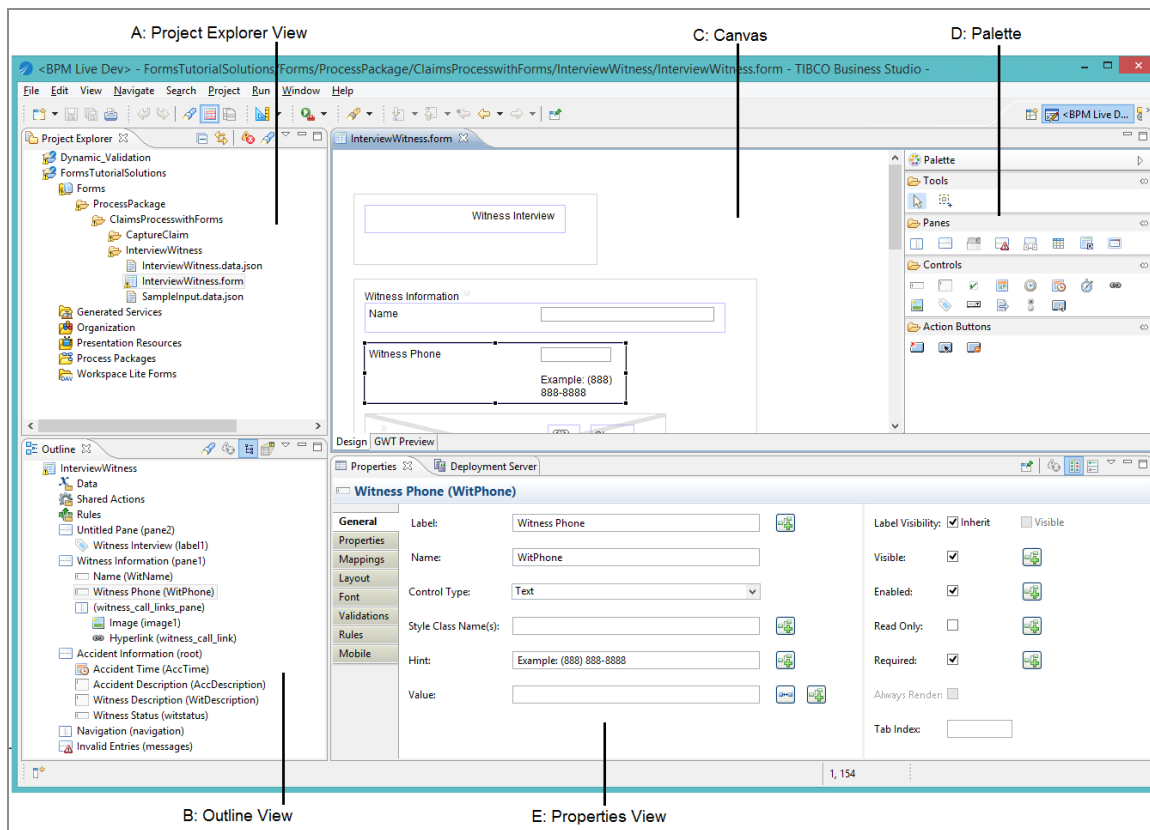 A: Project Explorer View
C: Canvas
D: Palette
<BPM Live Dev> - FormsTutorialSolutions/Forms/ProcessPackage/ClaimsProcesswithForms/InterviewWitness/InterviewWitness.form - TIBCO Business Studio -
File Edit View Navigate Search Project Run Window Help
<BPM Live D...
Project Explorer
InterviewWitness.form
Dynamic_Validation
FormsTutorialSolutions
Forms
ProcessPackage
ClaimsProcesswithForms
CaptureClaim
InterviewWitness
InterviewWitness.data.json
InterviewWitness.form
SampleInput.data.json
Generated Services
Organization
Presentation Resources
Process Packages
Workspace Lite Forms
Witness Interview
Witness Information
Name
Witness Phone
Example: (888)
888-8888
Design GWT Preview
Palette
Tools
Panes
Controls
Action Buttons
Outline
InterviewWitness
Data
Shared Actions
Rules
Untitled Pane (pane2)
Witness Interview (label1)
Witness Information (pane1)
Name (WitName)
Witness Phone (WitPhone)
(witness_call_links_pane)
Image (image1)
Hyperlink (witness_call_link)
Accident Information (root)
Accident Time (AccTime)
Accident Description (AccDescription)
Witness Description (WitDescription)
Witness Status (witstatus)
Navigation (navigation)
Invalid Entries (messages)
Properties Deployment Server
Witness Phone (WitPhone)
General
Properties
Mappings
Layout
Font
Validations
Rules
Mobile
Label: Witness Phone
Name: WitPhone
Control Type: Text
Style Class Name(s):
Hint: Example: (888) 888-8888
Value:
Label Visibility: Inherit Visible
Visible:
Enabled:
Read Only:
Required:
Always Render:
Tab Index:
1, 154
B: Outline View
E: Properties View